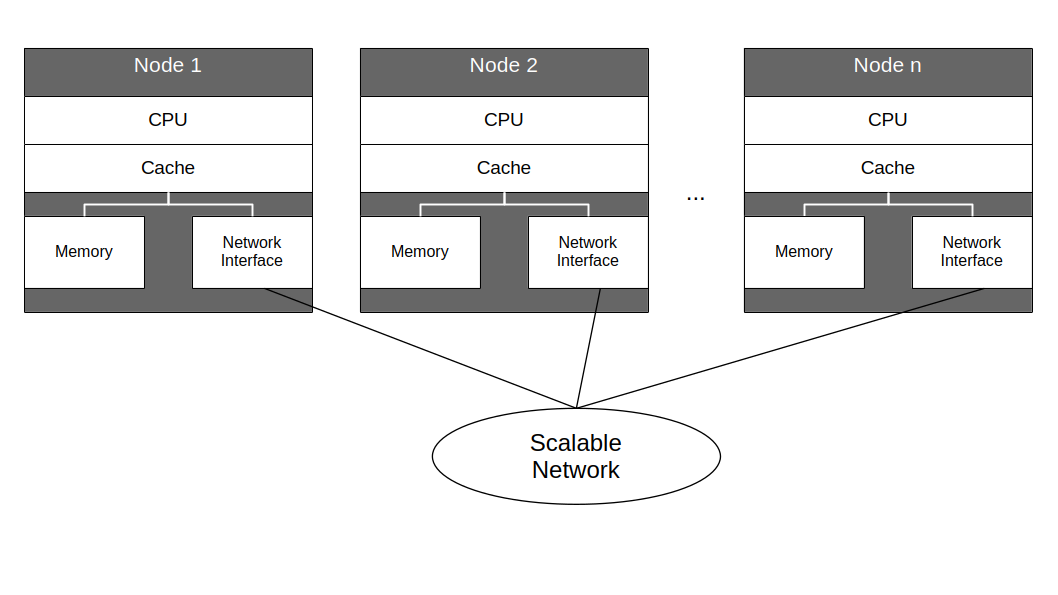 Node 1
CPU
Cache
Memory
Network
Interface
Node 2
CPU
Cache
Memory
Network
Interface
...
Node n
CPU
Cache
Memory
Network
Interface
Scalable
Network